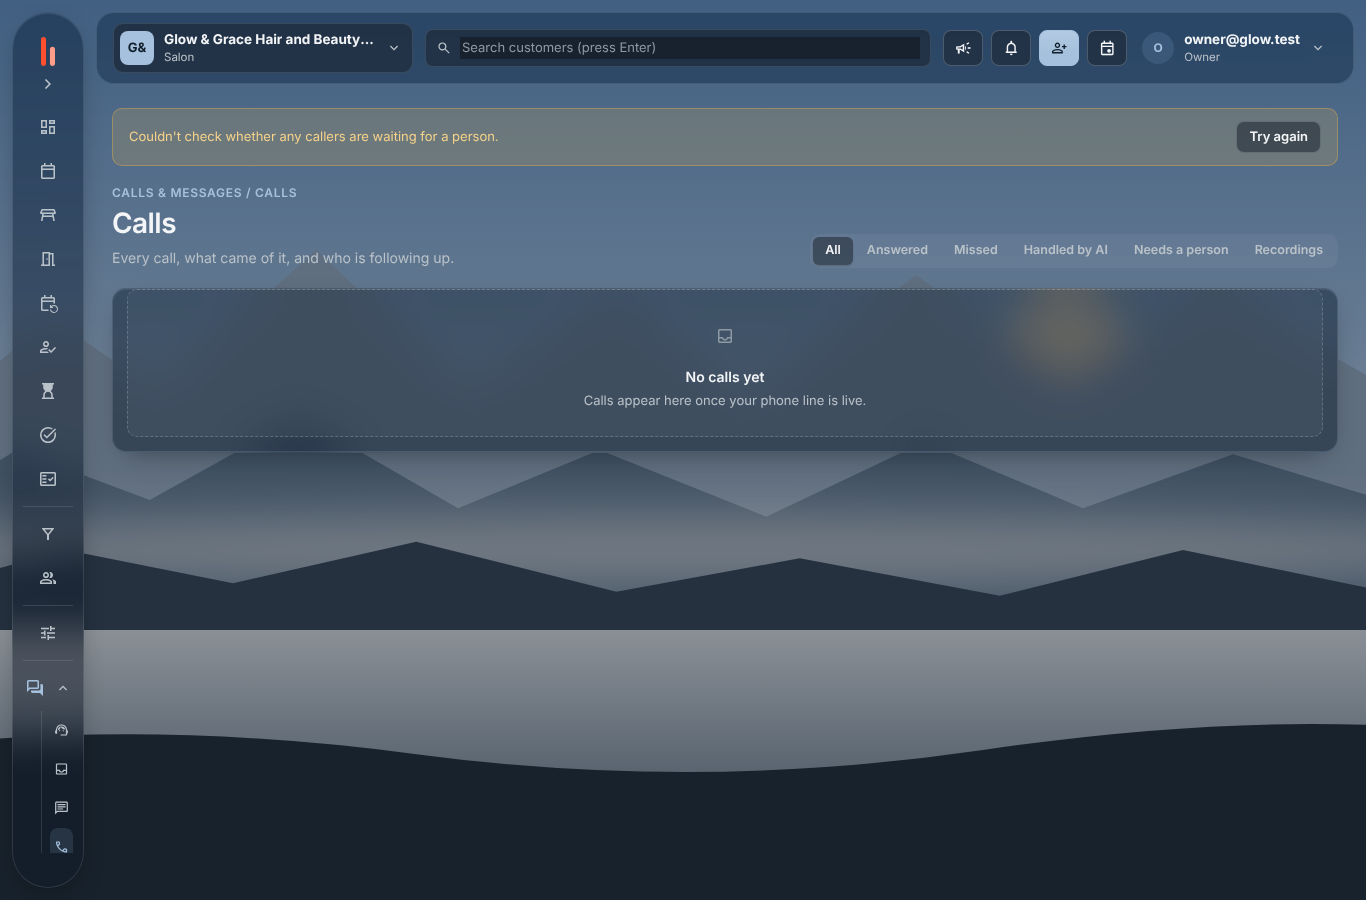 G&
Glow & Grace Hair and Beauty...
Salon
Search customers (press Enter)
O
owner@glow.test
Owner
Couldn't check whether any callers are waiting for a person.
Try again
CALLS & MESSAGES / CALLS
Calls
Every call, what came of it, and who is following up.
All
Answered
Missed
Handled by AI
Needs a person
Recordings
No calls yet
Calls appear here once your phone line is live.